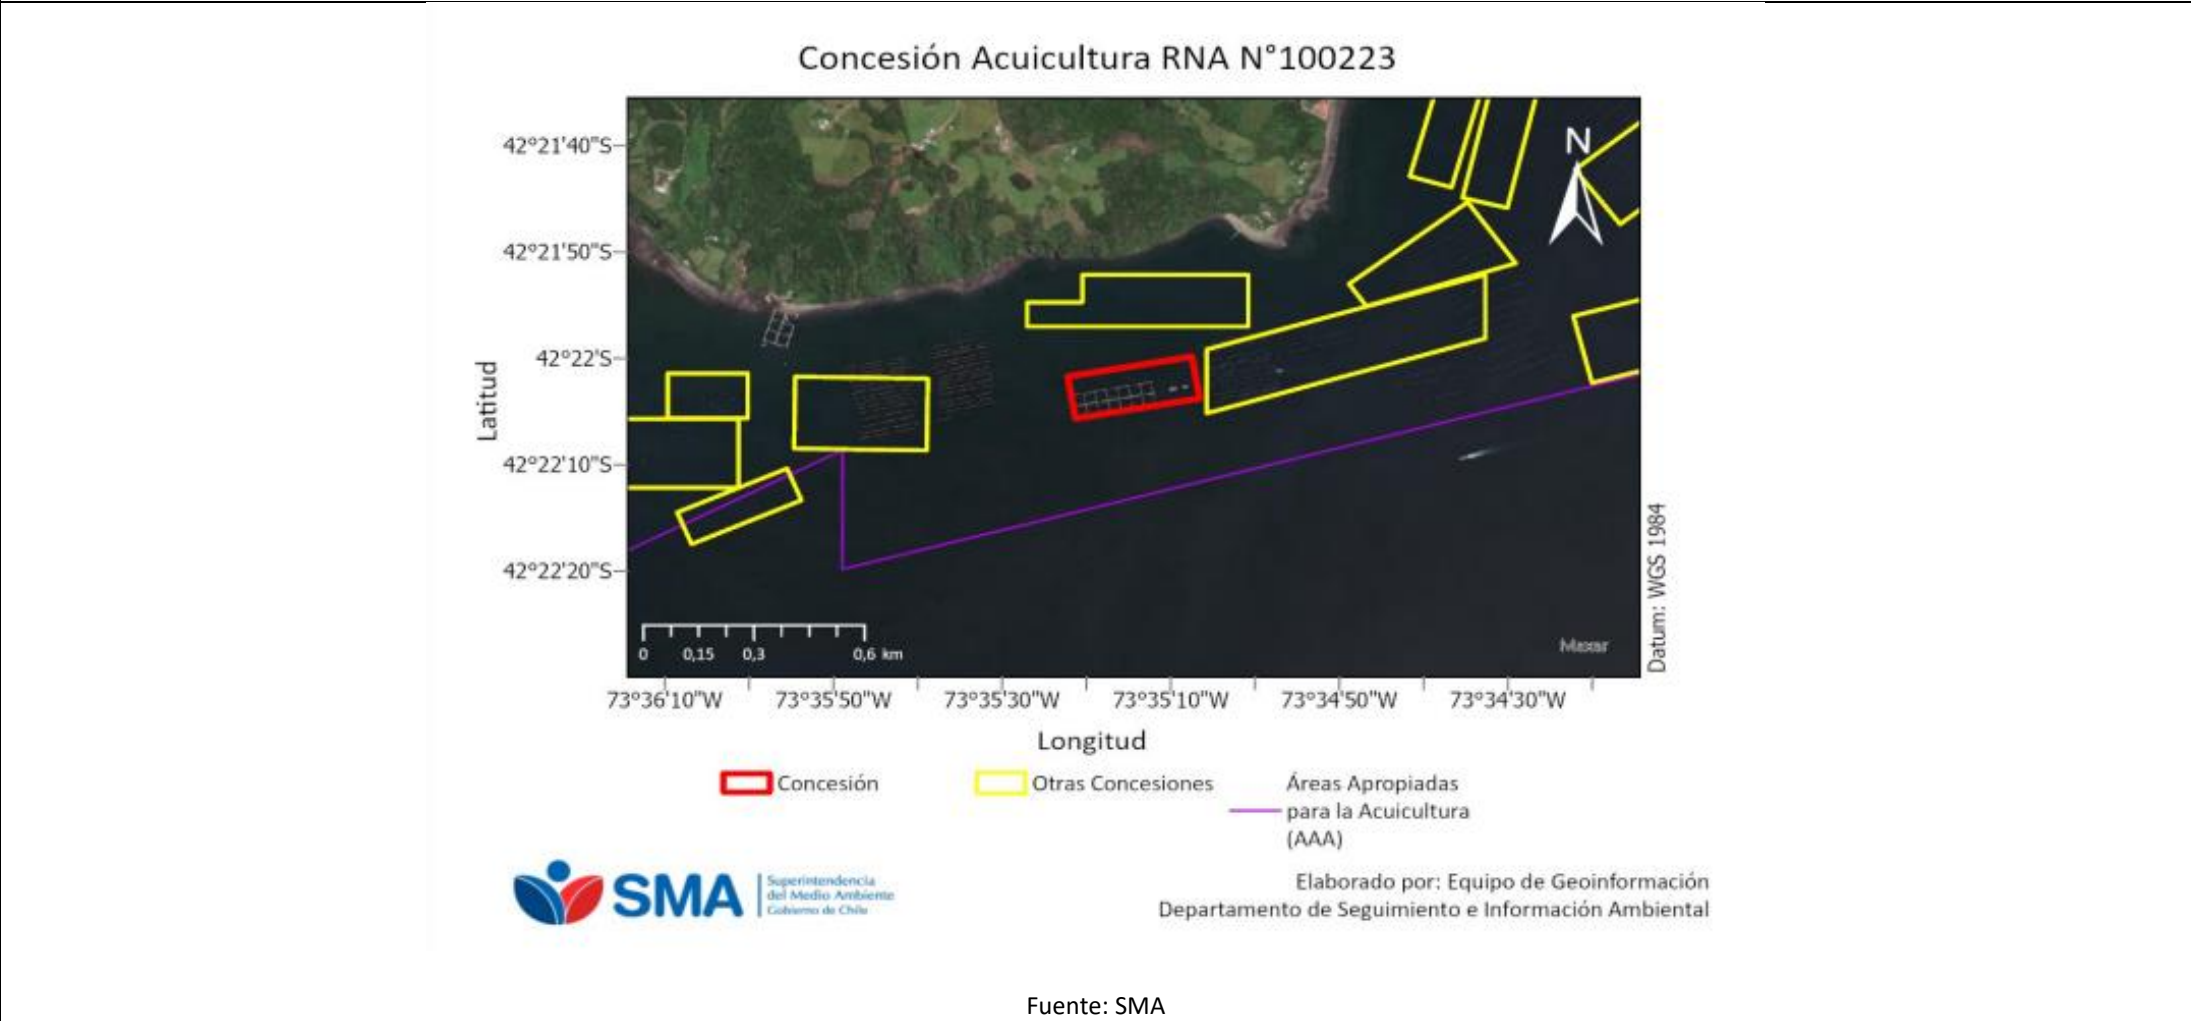 Concesión Acuicultura RNA N°100223
N
42°21'40"S
42°21'50"S
42°22'S
42°22'10"S
42°22'20"S
Latitud
Datum: WGS 1984
0 0,15 0,3 0,6 km
Maxar
73°36'10"W 73°35'50"W 73°35'30"W 73°35'10"W 73°34'50"W 73°34'30"W
Longitud
Concesión
Otras Concesiones
Áreas Apropiadas
para la Acuicultura
(AAA)
SMA
Superintendencia
del Medio Ambiente
Gobierno de Chile
Elaborado por: Equipo de Geoinformación
Departamento de Seguimiento e Información Ambiental
Fuente: SMA